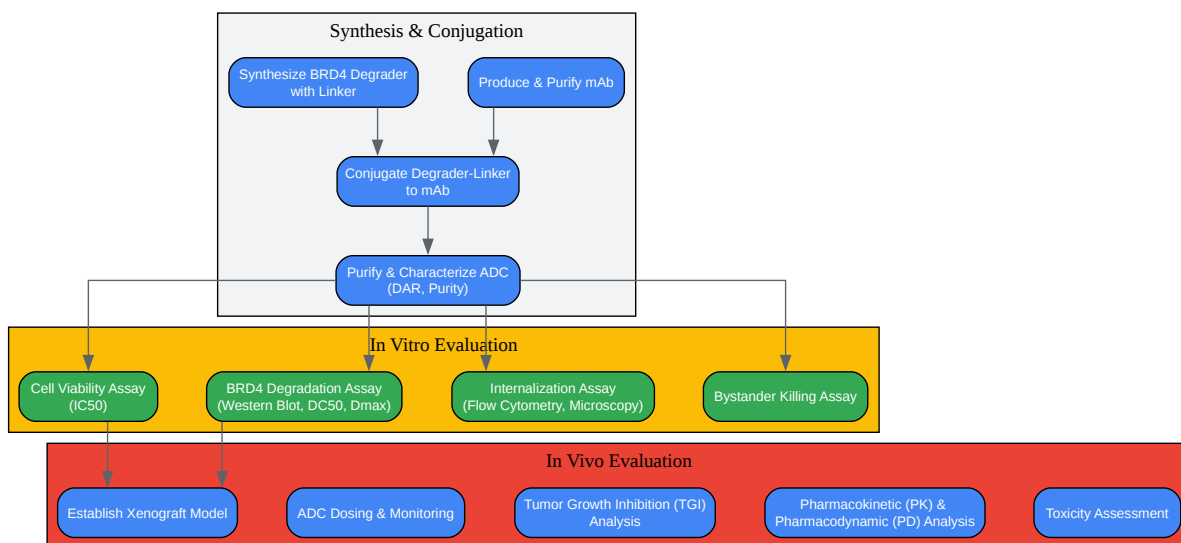 Synthesis & Conjugation
Synthesize BRD4 Degrader
with Linker
Produce & Purify mAb
Conjugate Degrader-Linker
to mAb
Purify & Characterize ADC
(DAR, Purity)
In Vitro Evaluation
Cell Viability Assay
(IC50)
BRD4 Degradation Assay
(Western Blot, DC50, Dmax)
Internalization Assay
(Flow Cytometry, Microscopy)
Bystander Killing Assay
In Vivo Evaluation
Establish Xenograft Model
ADC Dosing & Monitoring
Tumor Growth Inhibition (TGI)
Analysis
Pharmacokinetic (PK) &
Pharmacodynamic (PD) Analysis
Toxicity Assessment